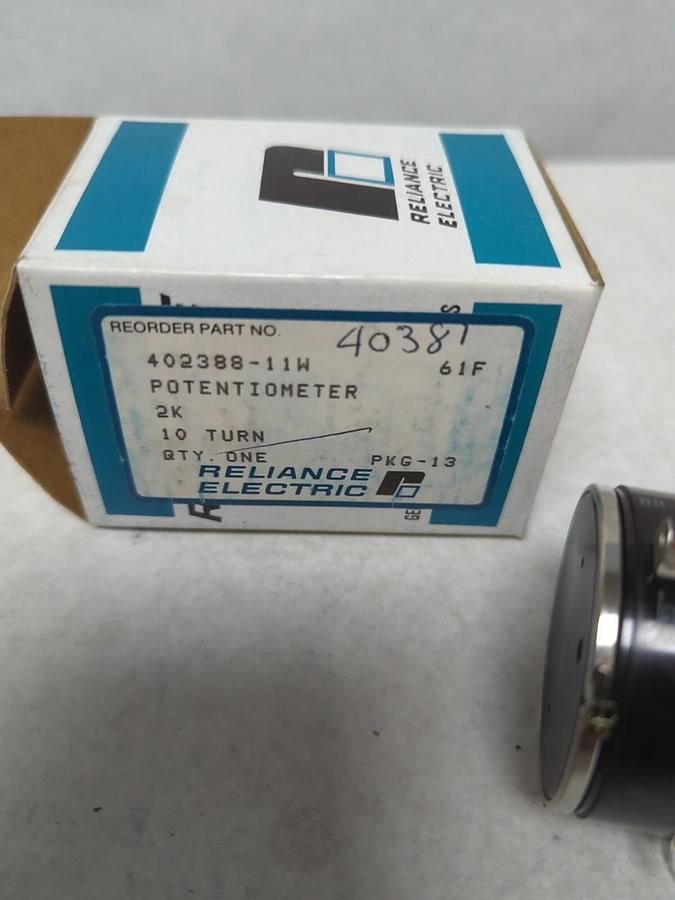 RELIANCE
ELECTRIC
REORDER PART NO. 40387
402388-11W 61F
POTENTIOMETER
2K
10 TURN
QTY. ONE PKG-13
RELIANCE
ELECTRIC